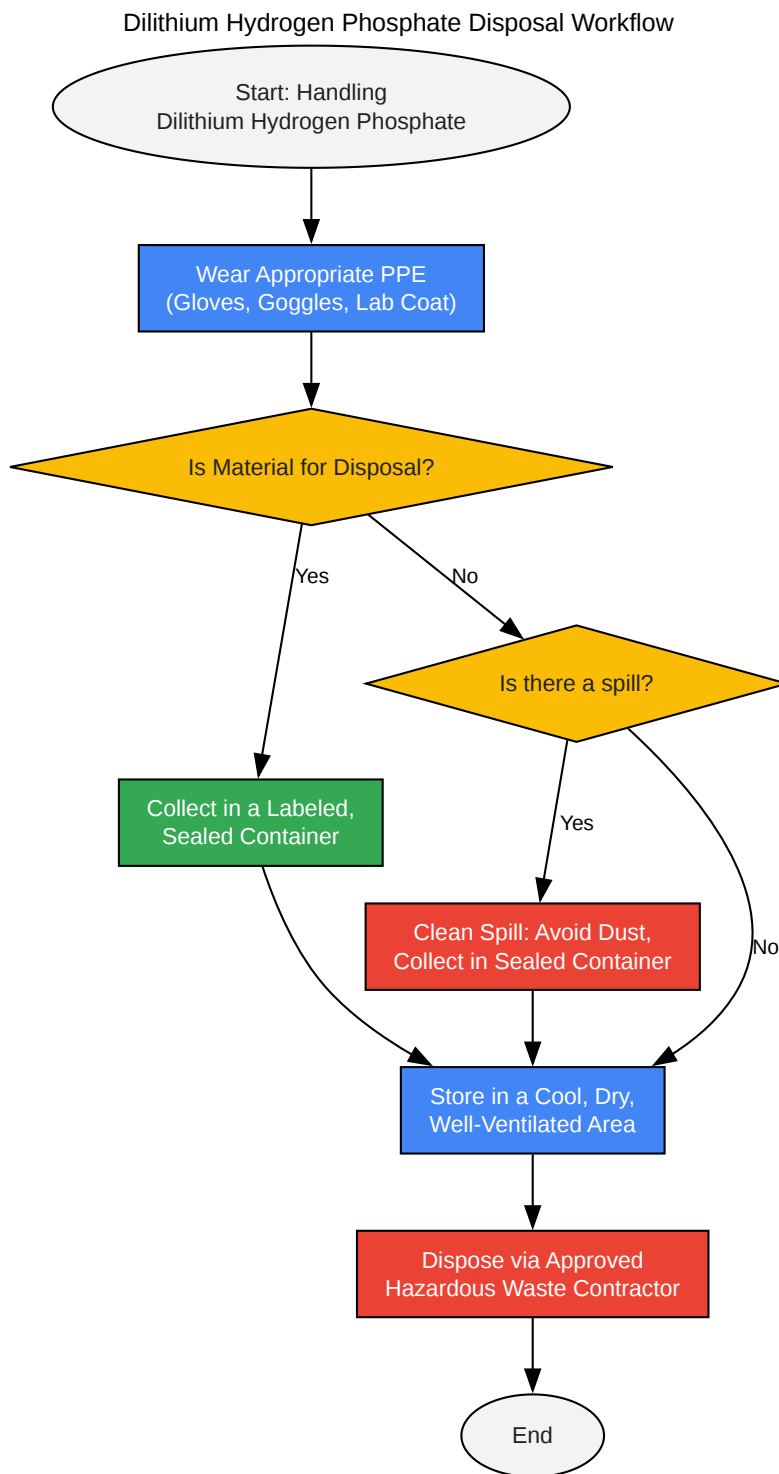 Dilithium Hydrogen Phosphate Disposal Workflow
Start: Handling
Dilithium Hydrogen Phosphate
Wear Appropriate PPE
(Gloves, Goggles, Lab Coat)
Is Material for Disposal?
Yes
No
Is there a spill?
Collect in a Labeled,
Sealed Container
Yes
Clean Spill: Avoid Dust,
Collect in Sealed Container
No
Store in a Cool, Dry,
Well-Ventilated Area
Dispose via Approved
Hazardous Waste Contractor
End